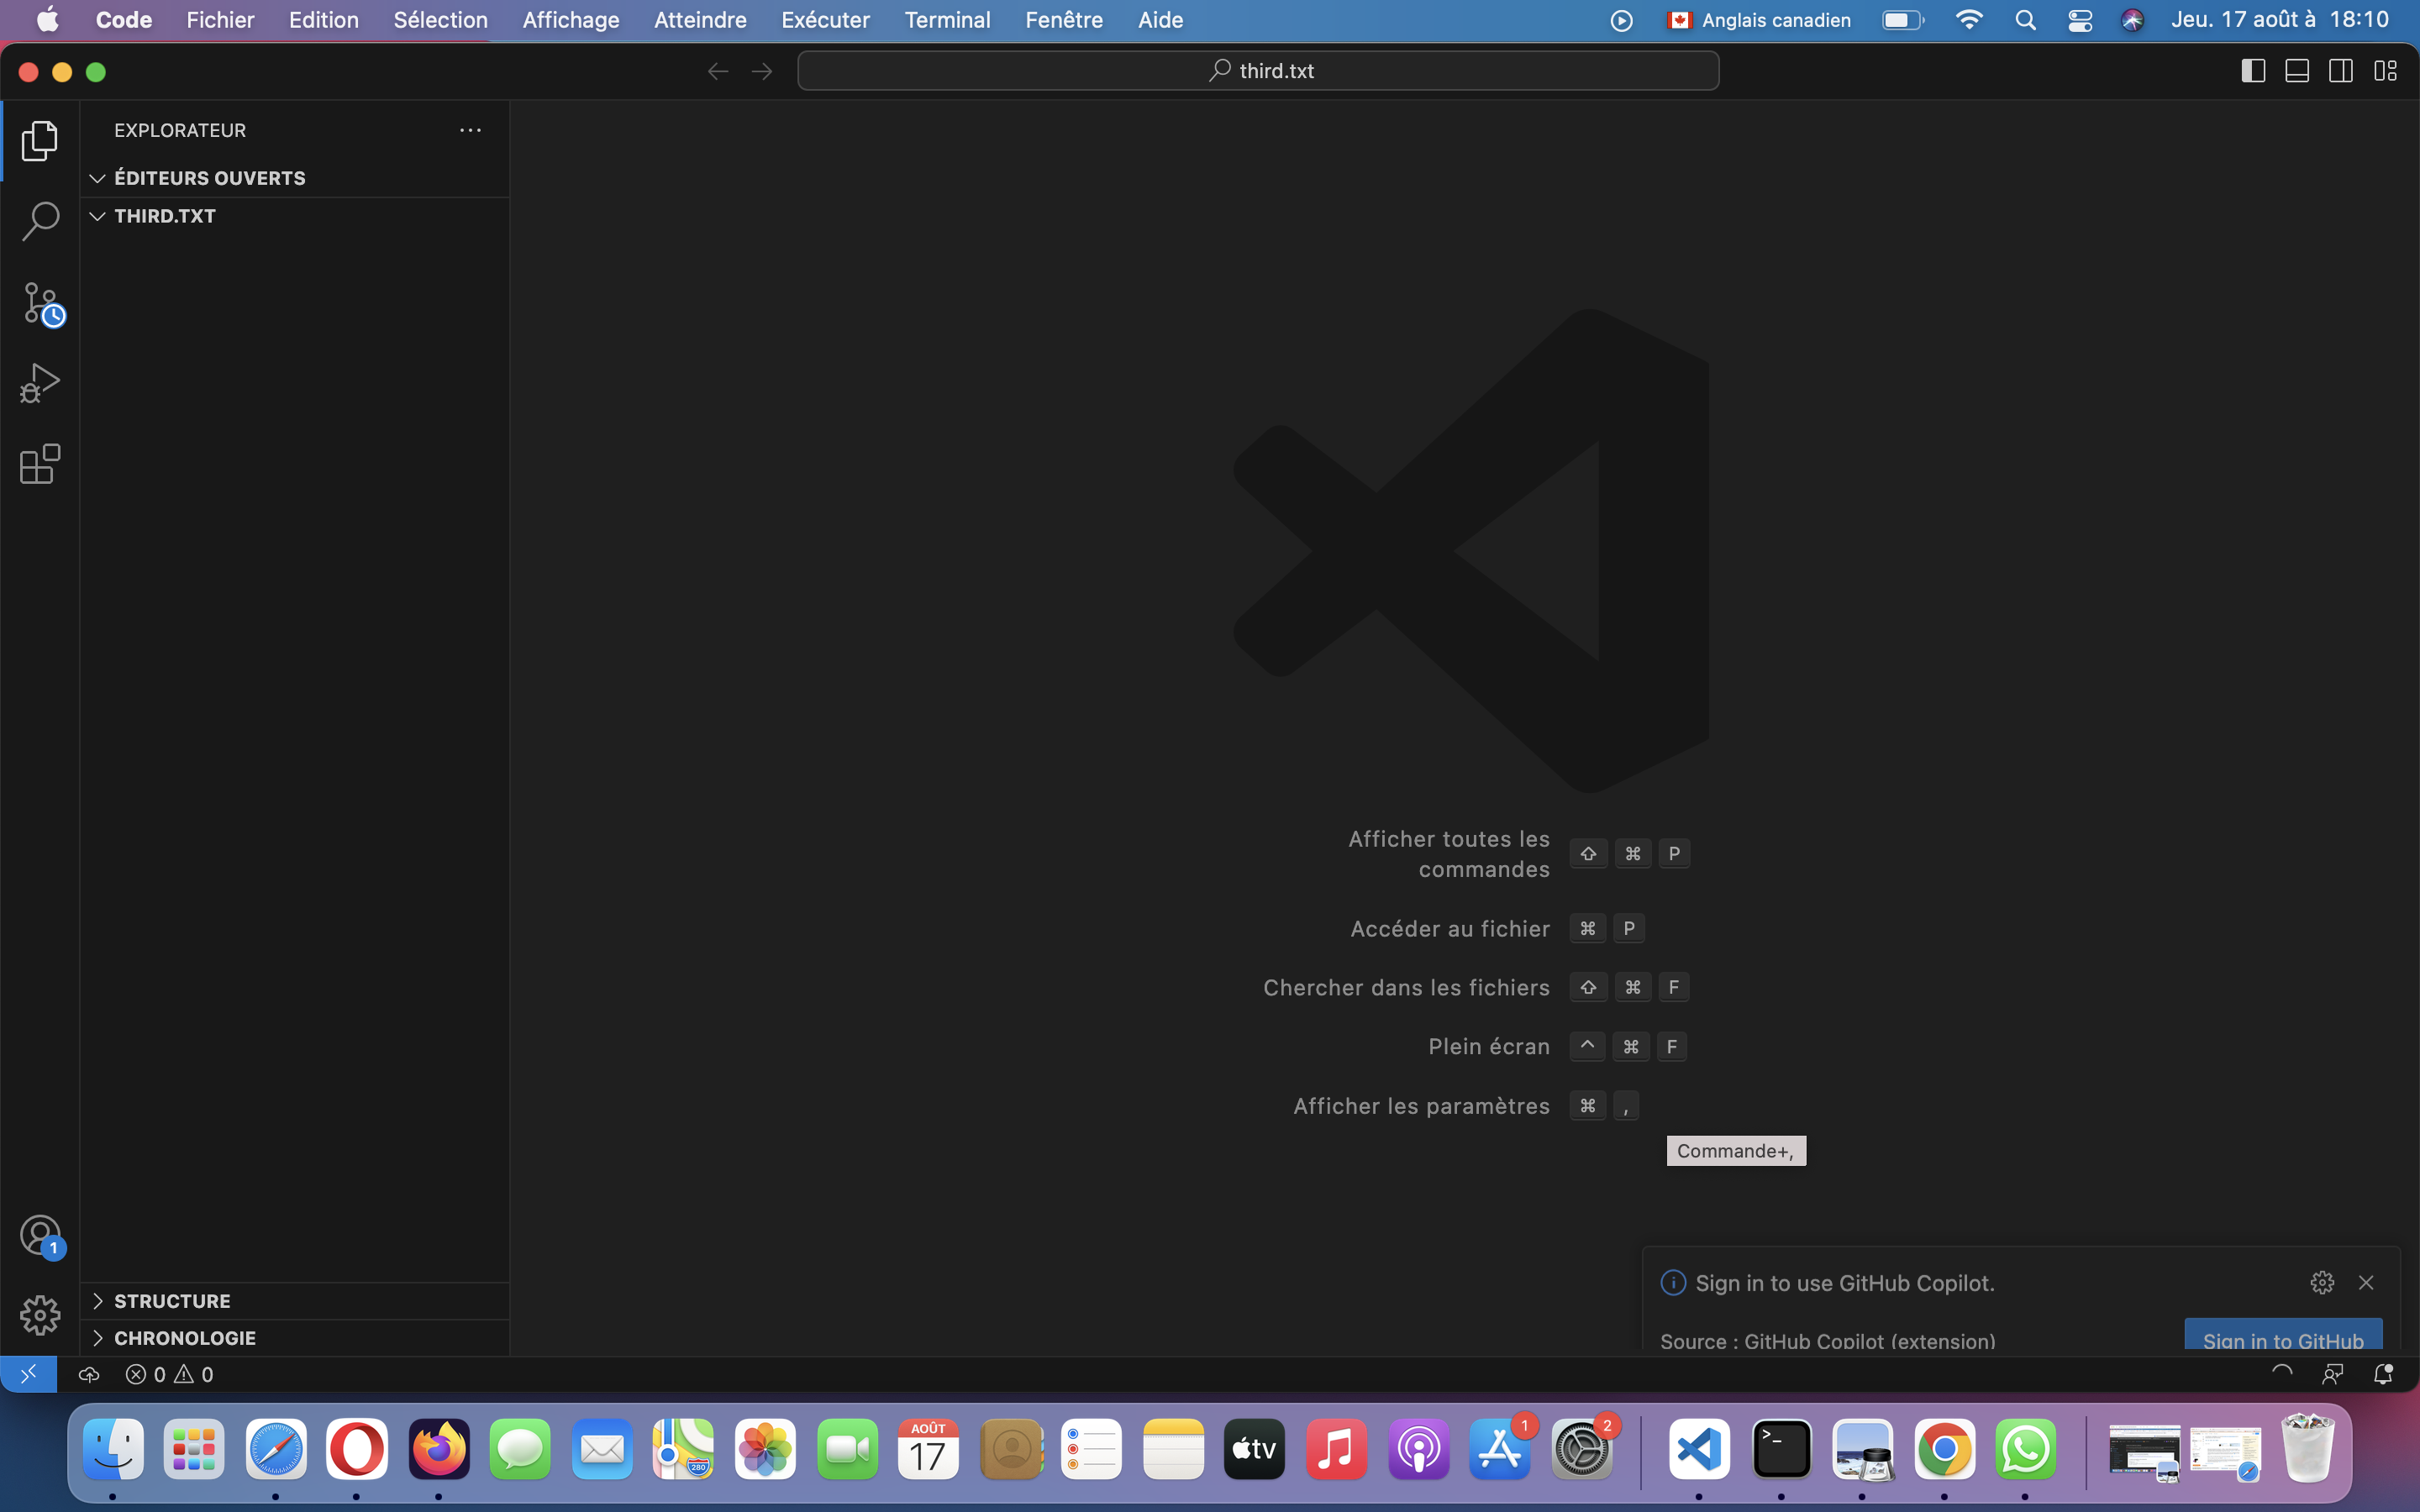 Code Fichier Edition Sélection Affichage Atteindre Exécuter Terminal Fenêtre Aide Anglais canadien Jeu. 17 août à 18:10
third.txt
EXPLORATEUR
ÉDITEURS OUVERTS
THIRD.TXT
Afficher toutes les
commandes ⇧ ⌘ P
Accéder au fichier ⌘ P
Chercher dans les fichiers ⇧ ⌘ F
Plein écran ^ ⌘ F
Afficher les paramètres ⌘ ,
Commande+,
1
Sign in to use GitHub Copilot.
Source : GitHub Copilot (extension) Sign in to GitHub
STRUCTURE
CHRONOLOGIE
0 0
280
AOÛT
17
tv
1
2
>_